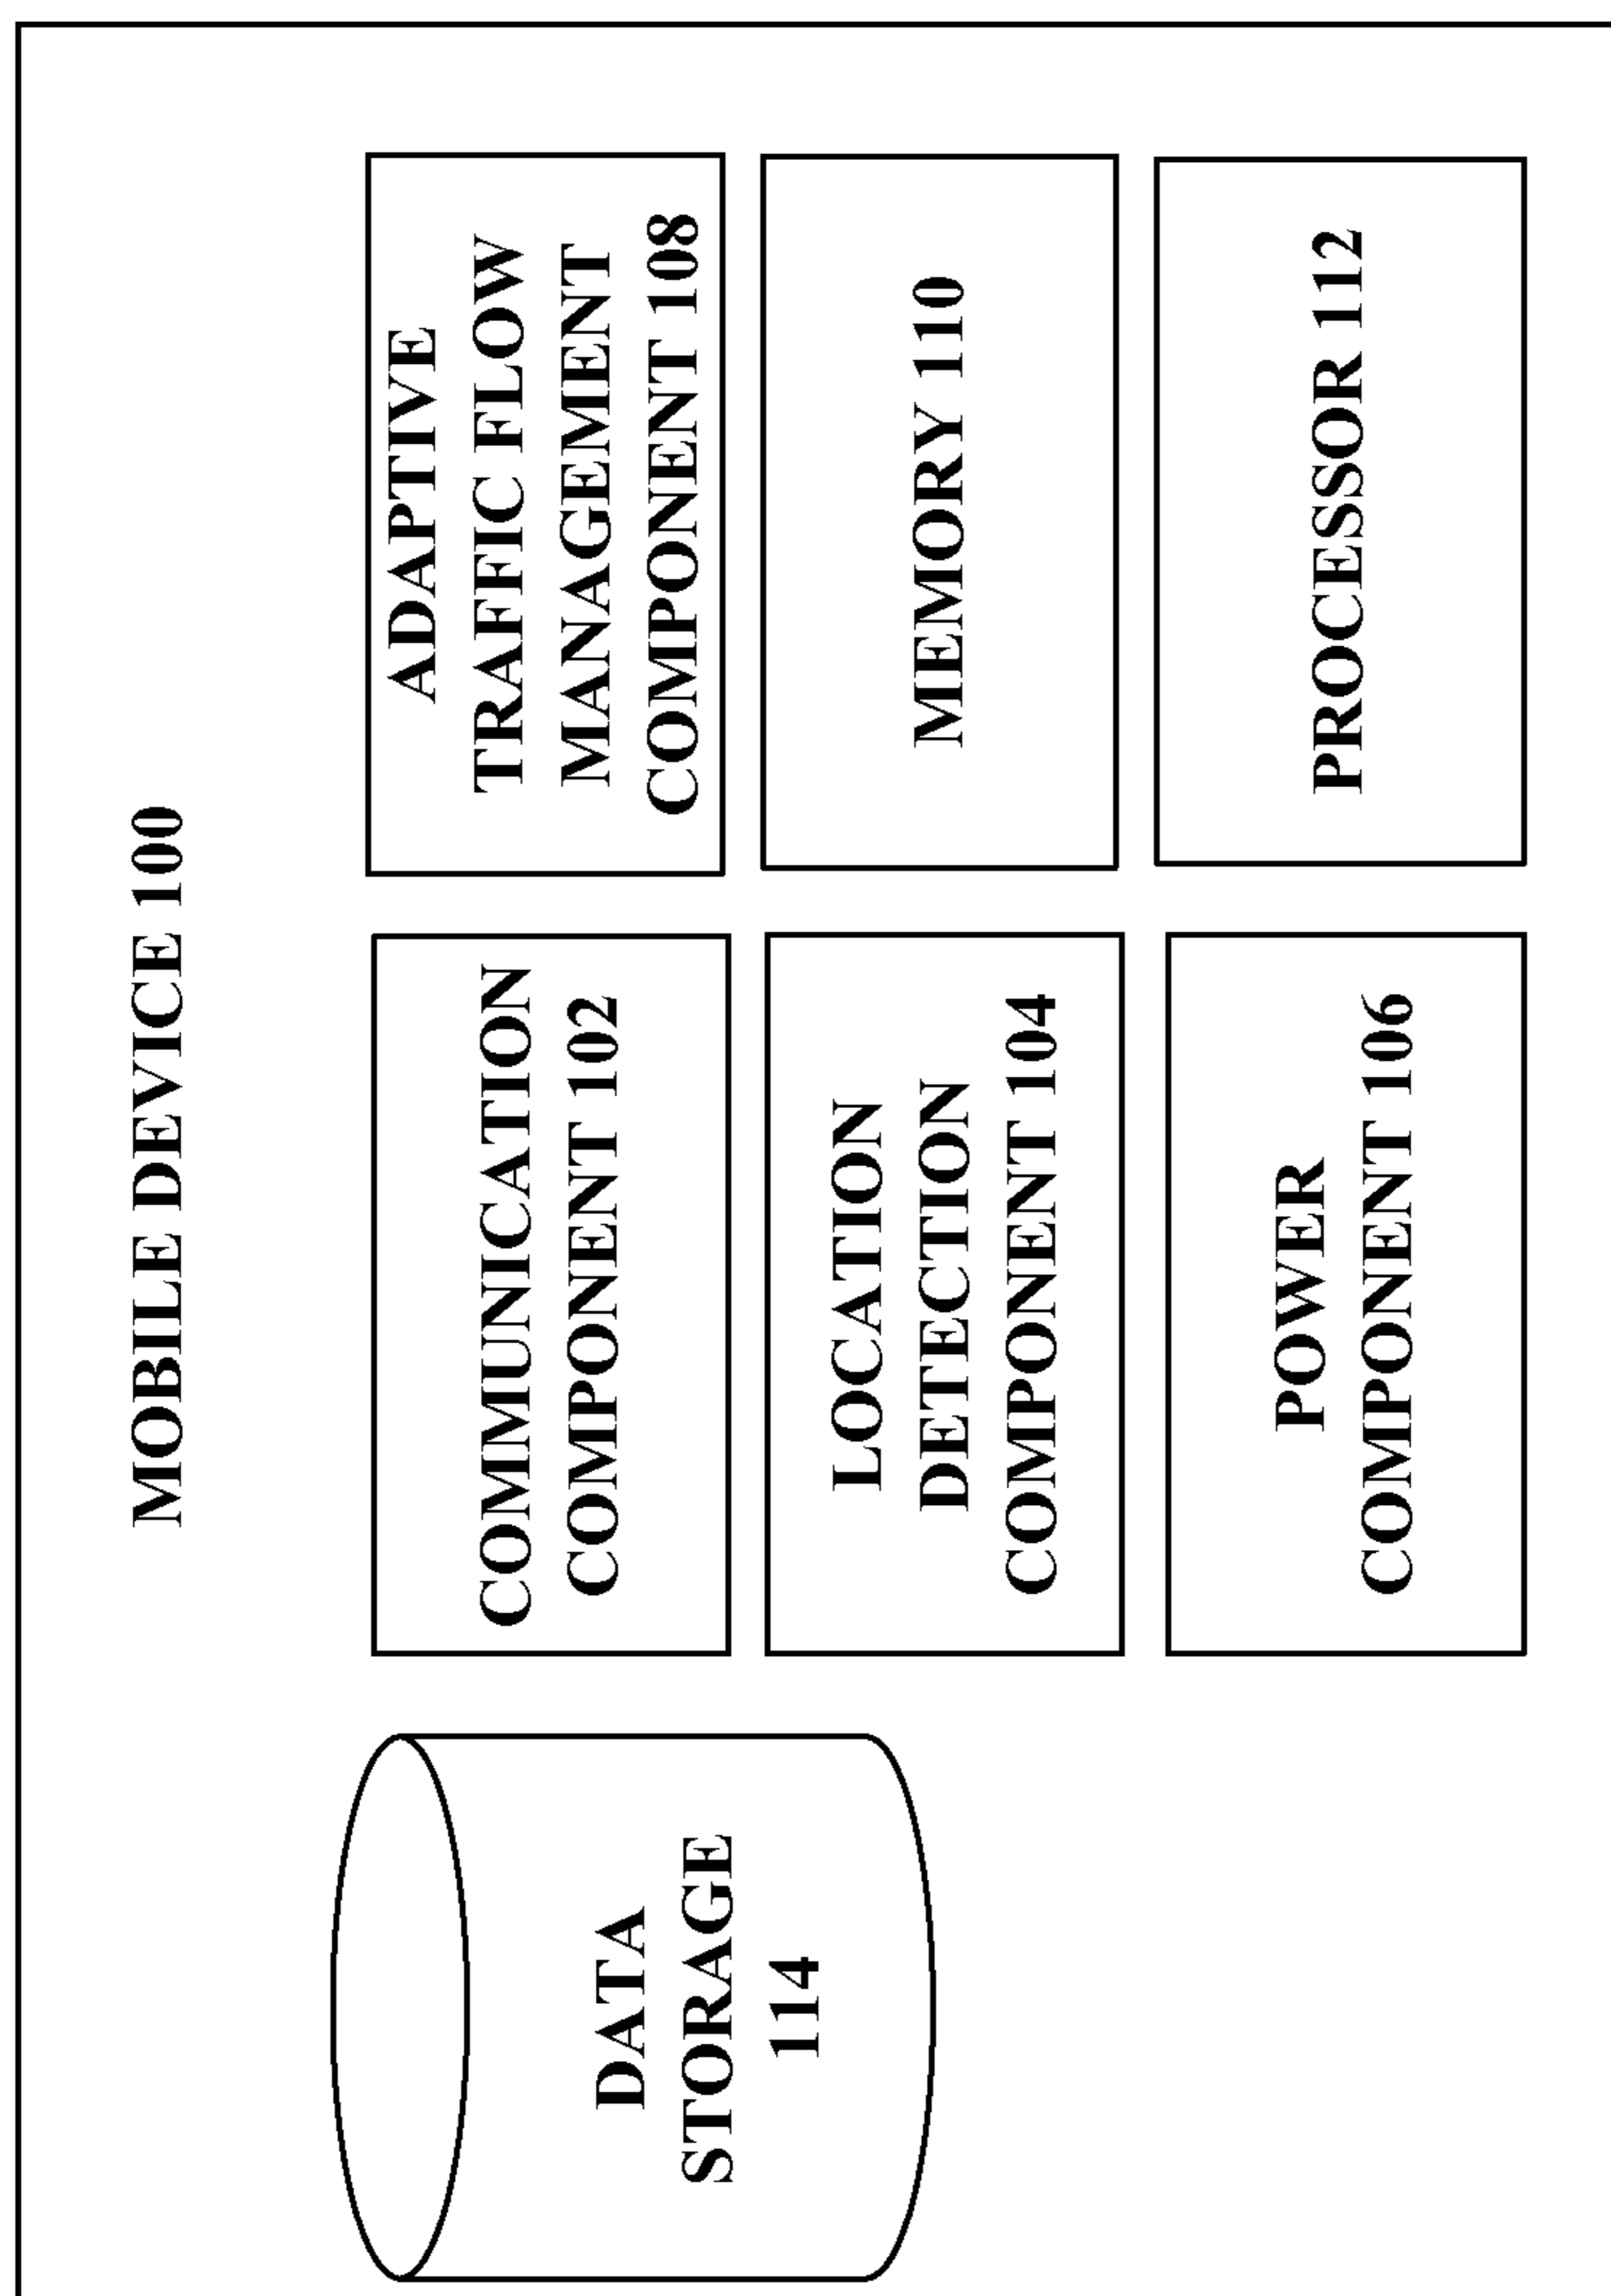 MOBILE DEVICE 100
DATA
STORAGE
114
COMMUNICATION
COMPONENT 102
LOCATION
DETECTION
COMPONENT 104
POWER
COMPONENT 106
ADAPTIVE
TRAFFIC FLOW
MANAGEMENT
COMPONENT 108
MEMORY 110
PROCESSOR 112